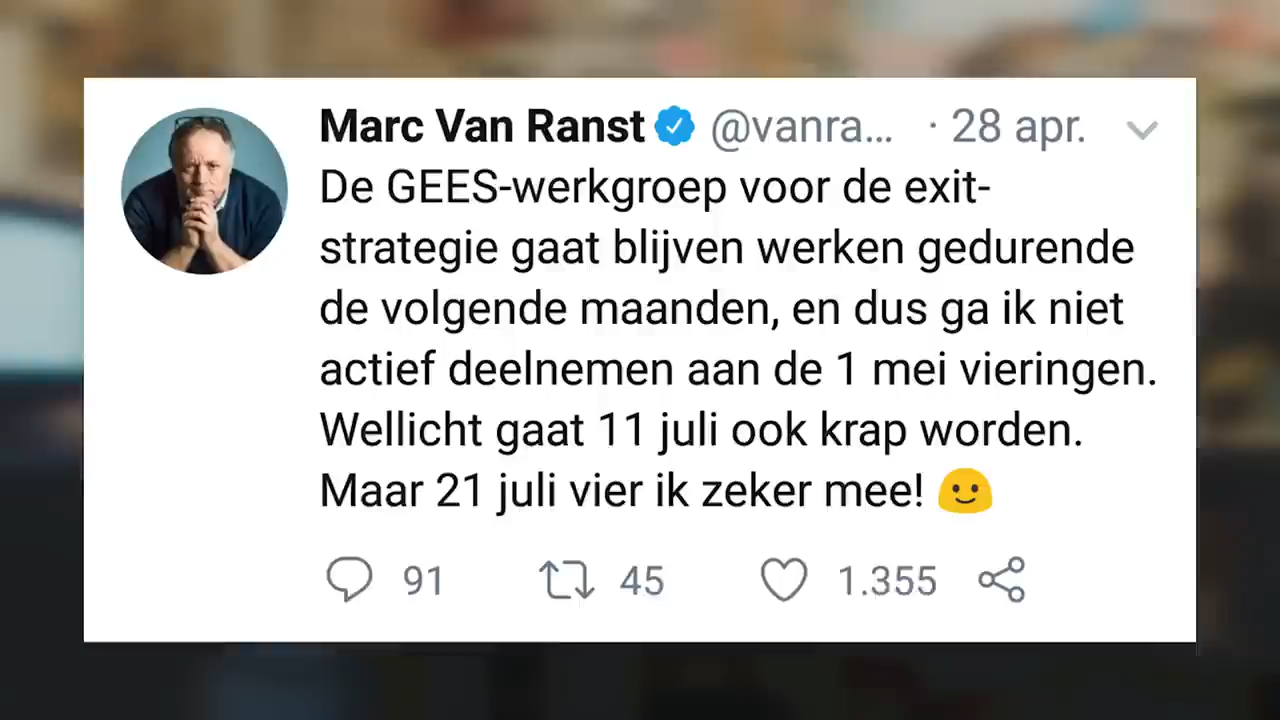 Marc Van Ranst @vanra... · 28 apr.
De GEES-werkgroep voor de exit-
strategie gaat blijven werken gedurende
de volgende maanden, en dus ga ik niet
actief deelnemen aan de 1 mei vieringen.
Wellicht gaat 11 juli ook krap worden.
Maar 21 juli vier ik zeker mee! 🙂
91 45 1.355